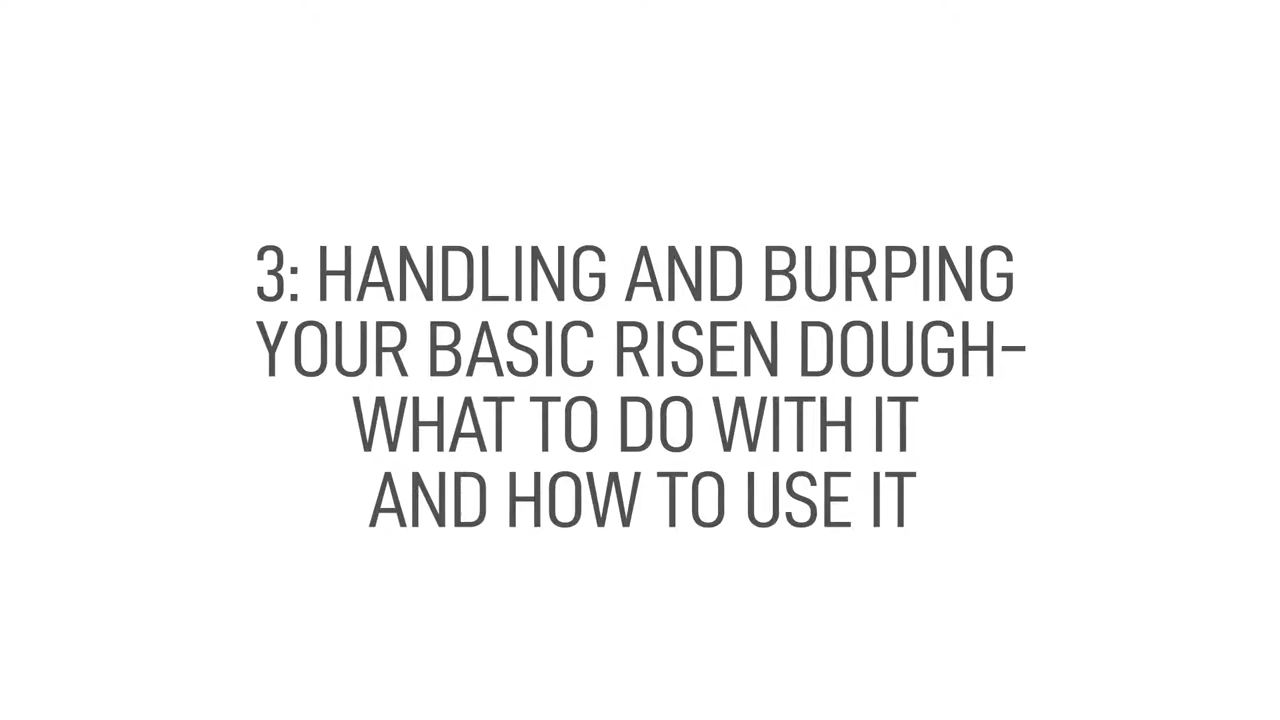 3: HANDLING AND BURPING
YOUR BASIC RISEN DOUGH-
WHAT TO DO WITH IT
AND HOW TO USE IT